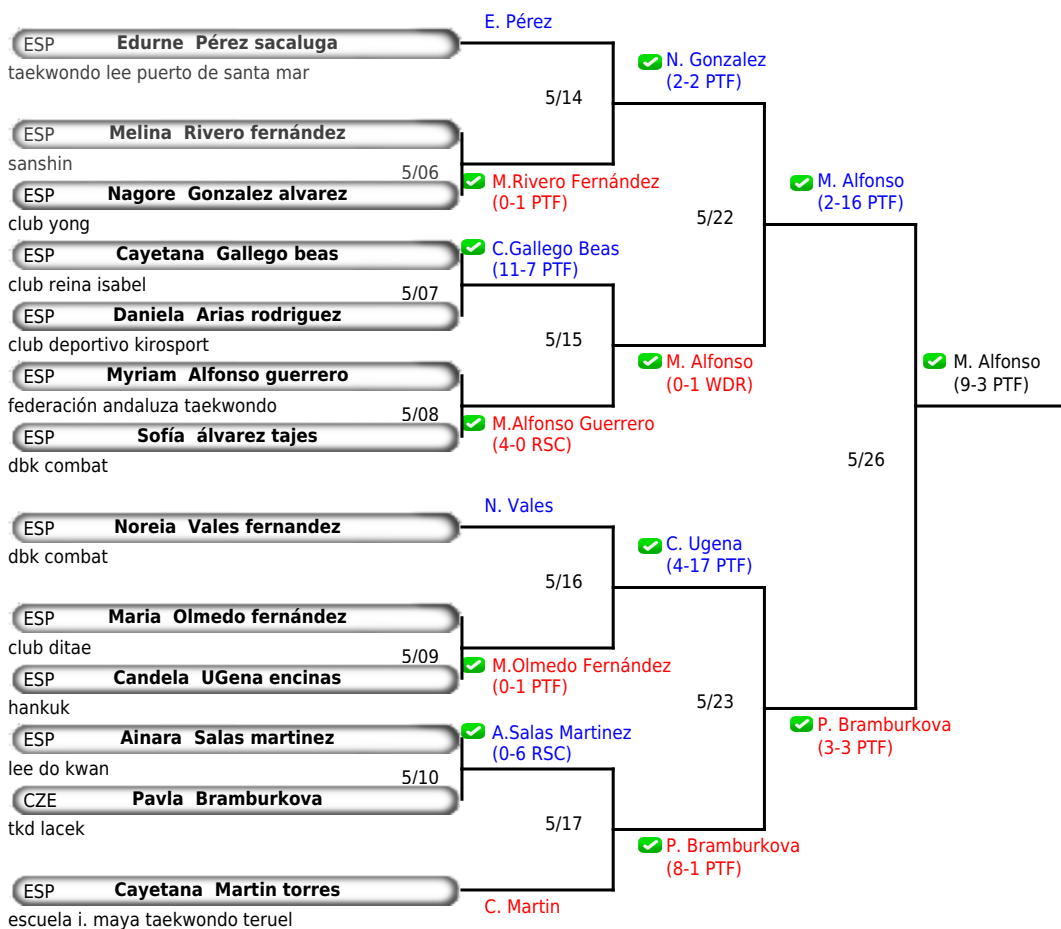 E. Pérez
ESP Edurne Pérez sacaluga
taekwondo lee puerto de santa mar
N. Gonzalez
(2-2 PTF)
5/14
ESP Melina Rivero fernández
sanshin
5/06
M.Rivero Fernández
(0-1 PTF)
ESP Nagore Gonzalez alvarez
club yong
M. Alfonso
(2-16 PTF)
5/22
ESP Cayetana Gallego beas
club reina isabel
C.Gallego Beas
(11-7 PTF)
5/07
ESP Daniela Arias rodriguez
club deportivo kirosport
5/15
ESP Myriam Alfonso guerrero
federación andaluza taekwondo
M. Alfonso
(0-1 WDR)
M. Alfonso
(9-3 PTF)
5/08
M.Alfonso Guerrero
(4-0 RSC)
ESP Sofía álvarez tajes
dbk combat
5/26
N. Vales
ESP Noreia Vales fernandez
dbk combat
C. Ugena
(4-17 PTF)
5/16
ESP Maria Olmedo fernández
club ditae
5/09
M.Olmedo Fernández
(0-1 PTF)
ESP Candela UGena encinas
hankuk
5/23
P. Bramburkova
(3-3 PTF)
ESP Ainara Salas martinez
lee do kwan
A.Salas Martinez
(0-6 RSC)
5/10
CZE Pavla Bramburkova
tkd lacek
5/17
P. Bramburkova
(8-1 PTF)
ESP Cayetana Martin torres
escuela i. maya taekwondo teruel
C. Martin